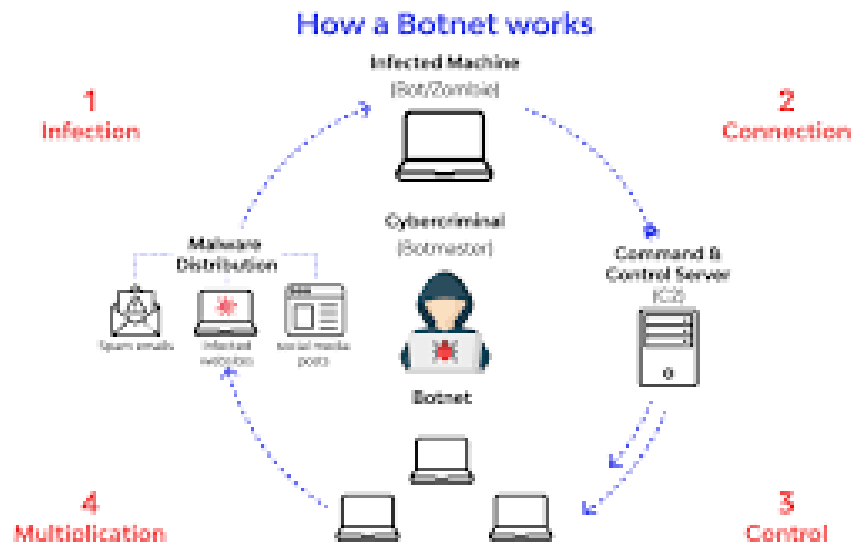 How a Botnet works
Infected Machine
(Bot/Zombie)
1
Infection
2
Connection
Cybercriminal
(Botmaster)
Malware
Distribution
Command &
Control Server
(C2)
Spam emails
Infected
websites
social media
posts
Botnet
4
Multiplication
3
Control